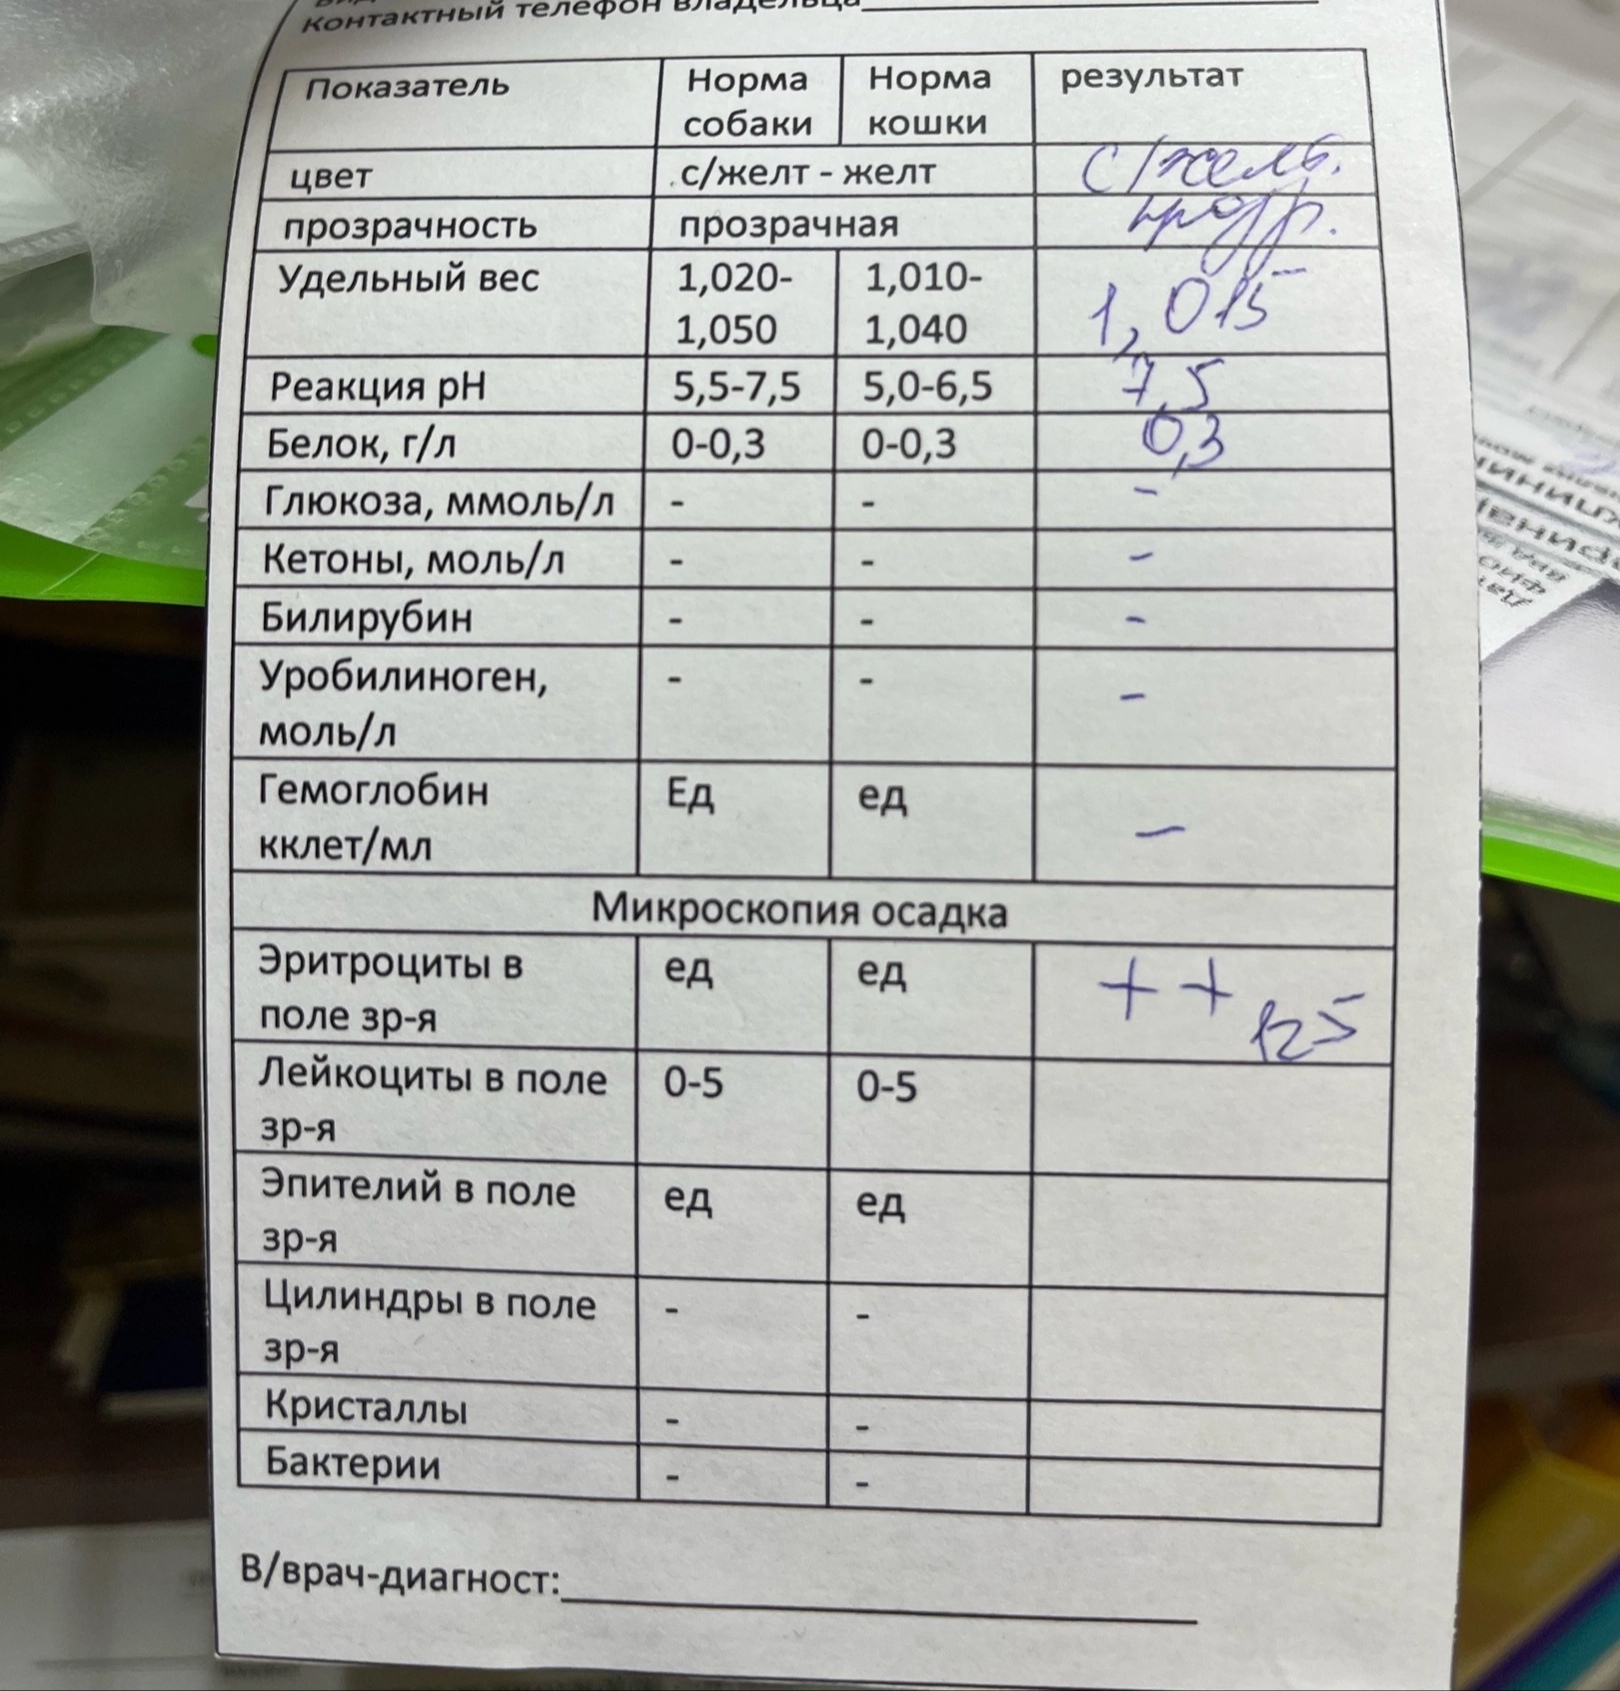 Контактный телефон владельца
Показатель Норма собаки Норма кошки результат
цвет с/желт - желт с/желт.
прозрачность прозрачная прозр.
Удельный вес 1,020-1,050 1,010-1,040 1,015
Реакция pH 5,5-7,5 5,0-6,5 7,5
Белок, г/л 0-0,3 0-0,3 0,3
Глюкоза, ммоль/л - - -
Кетоны, моль/л - - -
Билирубин - - -
Уробилиноген, моль/л - - -
Гемоглобин кклет/мл Ед ед -
Микроскопия осадка
Эритроциты в поле зр-я ед ед ++ 125
Лейкоциты в поле зр-я 0-5 0-5
Эпителий в поле зр-я ед ед
Цилиндры в поле зр-я - -
Кристаллы - -
Бактерии - -
В/врач-диагност: